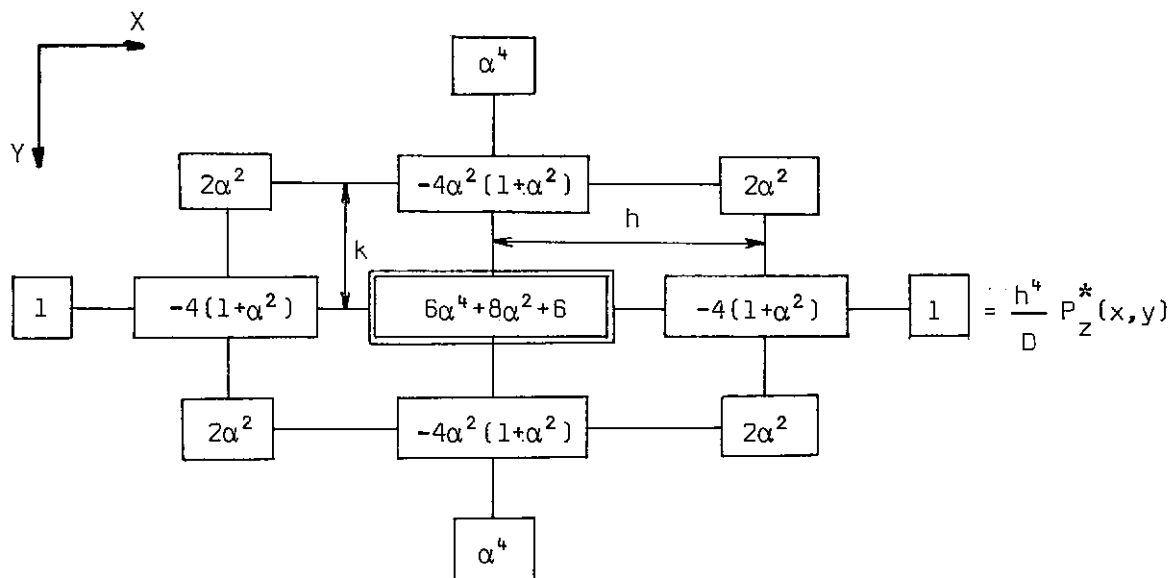 X
α⁴
Y
2α² -4α²(1+α²) 2α²
k h
1 -4(1+α²) 6α⁴+8α²+6 -4(1+α²) 1 = h⁴/D P*z(x,y)
2α² -4α²(1+α²) 2α²
α⁴